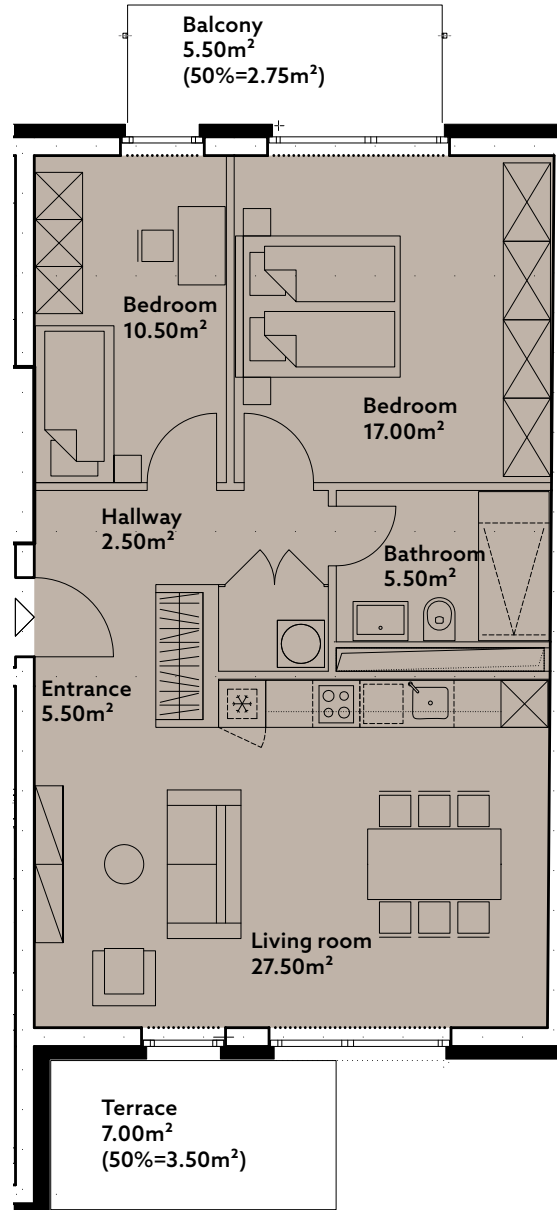 Balcony
5.50m²
(50%=2.75m²)
Bedroom
10.50m²
Bedroom
17.00m²
Hallway
2.50m²
Bathroom
5.50m²
Entrance
5.50m²
Living room
27.50m²
Terrace
7.00m²
(50%=3.50m²)